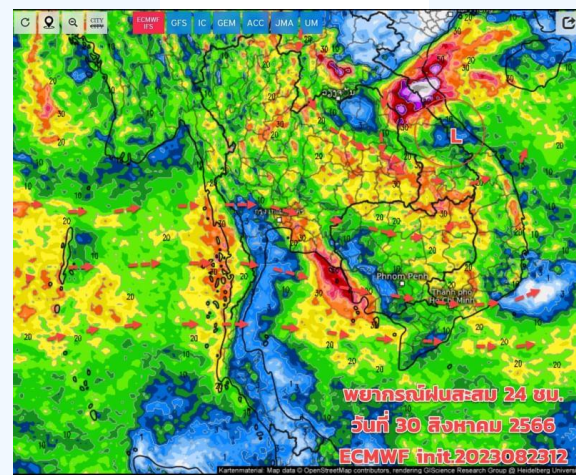 CITY
CITY
ECMWF
IFS
GFS
IC
GEM
ACC
JMA
UM
L
Phnom Penh
Thành phố
Hồ Chí Minh
พยากรณ์ฝนสะสม 24 ชม.
วันที่ 30 สิงหาคม 2566
ECMWF init.2023082312
Kartenmaterial: Map data © OpenStreetMap contributors, rendering GIScience Research Group @ Heidelberg Univers